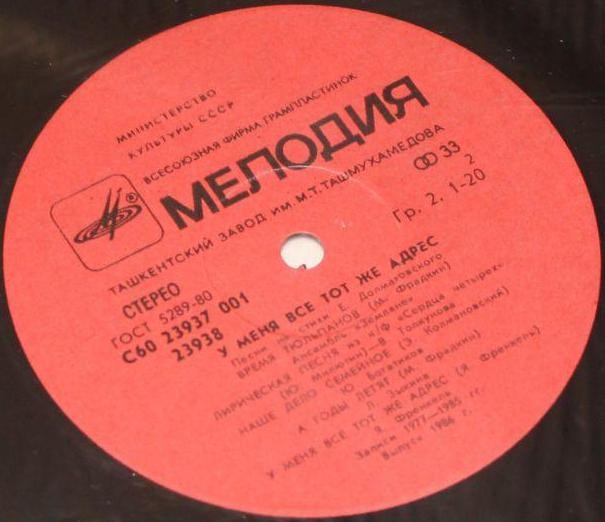 МИНИСТЕРСТВО
КУЛЬТУРЫ СССР
ВСЕСОЮЗНАЯ ФИРМА ГРАМПЛАСТИНОК
МЕЛОДИЯ
ТАШКЕНТСКИЙ ЗАВОД ИМ. М.Т.ТАШМУХАМЕДОВА
СТЕРЕО
33
ГОСТ 5289-80
2
С60 23937 001
Гр. 2. 1-20
23938
У МЕНЯ ВСЕ ТОТ ЖЕ АДРЕС
Песни на стихи Е. Долматовского
ВРЕМЯ ТЮЛЬПАНОВ (М. Фрадкин)
Ансамбль «Земляне»
ЛИРИЧЕСКАЯ ПЕСНЯ из к/ф «Сердца четырех»
(Ю. Милютин) В. Толкунова
НАШЕ ДЕЛО СЕМЕЙНОЕ (Э. Колмановский)
Ю. Богатиков
А ГОДЫ ЛЕТЯТ (М. Фрадкин)
Л. Зыкина
У МЕНЯ ВСЕ ТОТ ЖЕ АДРЕС (Я. Френкель)
Я. Френкель
Записи 1977—1985 гг.
Выпуск 1986 г.